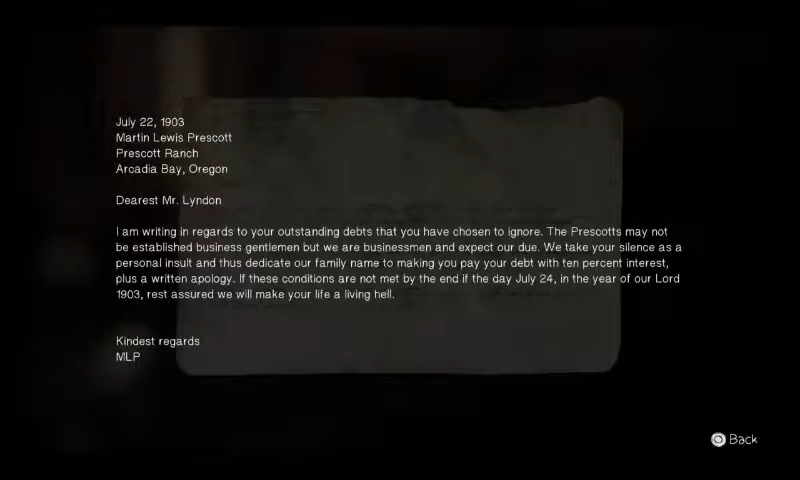 July 22, 1903
Martin Lewis Prescott
Prescott Ranch
Arcadia Bay, Oregon
Dearest Mr. Lyndon
I am writing in regards to your outstanding debts that you have chosen to ignore. The Prescotts may not
be established business gentlemen but we are businessmen and expect our due. We take your silence as a
personal insult and thus dedicate our family name to making you pay your debt with ten percent interest,
plus a written apology. If these conditions are not met by the end if the day July 24, in the year of our Lord
1903, rest assured we will make your life a living hell.
Kindest regards
MLP
Back